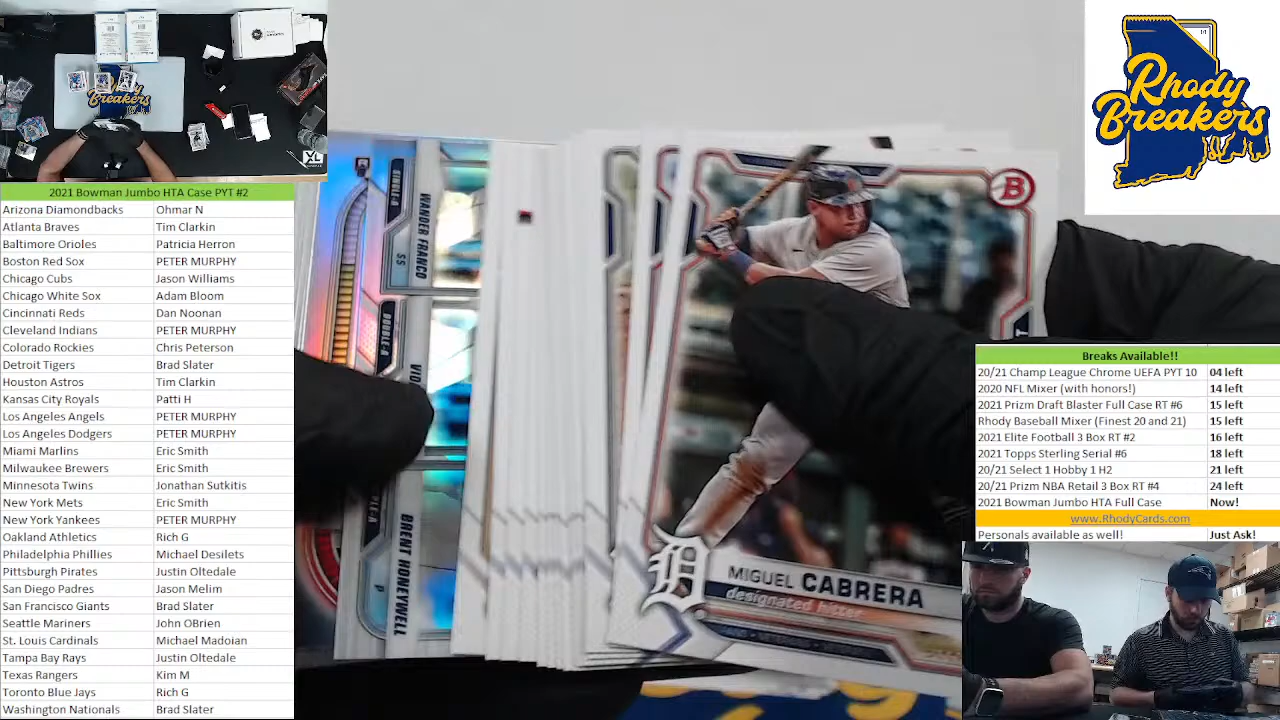 XL
2021 Bowman Jumbo HTA Case PYT #2
Arizona Diamondbacks Ohmar N
Atlanta Braves Tim Clarkin
Baltimore Orioles Patricia Herron
Boston Red Sox PETER MURPHY
Chicago Cubs Jason Williams
Chicago White Sox Adam Bloom
Cincinnati Reds Dan Noonan
Cleveland Indians PETER MURPHY
Colorado Rockies Chris Peterson
Detroit Tigers Brad Slater
Houston Astros Tim Clarkin
Kansas City Royals Patti H
Los Angeles Angels PETER MURPHY
Los Angeles Dodgers PETER MURPHY
Miami Marlins Eric Smith
Milwaukee Brewers Eric Smith
Minnesota Twins Jonathan Sutkitis
New York Mets Eric Smith
New York Yankees PETER MURPHY
Oakland Athletics Rich G
Philadelphia Phillies Michael Desilets
Pittsburgh Pirates Justin Oltedale
San Diego Padres Jason Melim
San Francisco Giants Brad Slater
Seattle Mariners John OBrien
St. Louis Cardinals Michael Madoian
Tampa Bay Rays Justin Oltedale
Texas Rangers Kim M
Toronto Blue Jays Rich G
Washington Nationals Brad Slater
Rhody
Breakers
SINGLE-A
WANDER FRANCO
SS
DOUBLE-A
BRENT HONEYWELL
P
B
D
MIGUEL CABRERA
designated hitter
Rhody
Breakers
1/1
Breaks Available!!
20/21 Champ League Chrome UEFA PYT 10 04 left
2020 NFL Mixer (with honors!) 14 left
2021 Prizm Draft Blaster Full Case RT #6 15 left
Rhody Baseball Mixer (Finest 20 and 21) 15 left
2021 Elite Football 3 Box RT #2 16 left
2021 Topps Sterling Serial #6 18 left
20/21 Select 1 Hobby 1 H2 21 left
20/21 Prizm NBA Retail 3 Box RT #4 24 left
2021 Bowman Jumbo HTA Full Case Now!
www.RhodyCards.com
Personals available as well! Just Ask!